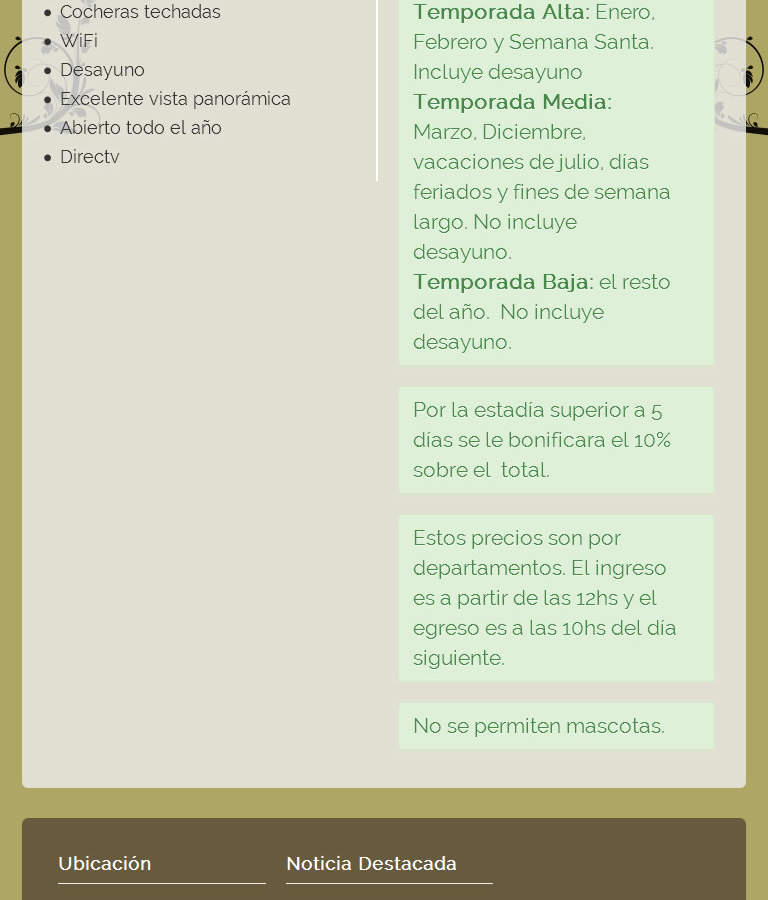 Cocheras techadas
WiFi
Desayuno
Excelente vista panorámica
Abierto todo el año
Directv
Temporada Alta: Enero,
Febrero y Semana Santa.
Incluye desayuno
Temporada Media:
Marzo, Diciembre,
vacaciones de julio, días
feriados y fines de semana
largo. No incluye
desayuno.
Temporada Baja: el resto
del año.  No incluye
desayuno.
Por la estadía superior a 5
días se le bonificara el 10%
sobre el  total.
Estos precios son por
departamentos. El ingreso
es a partir de las 12hs y el
egreso es a las 10hs del día
siguiente.
No se permiten mascotas.
Ubicación
Noticia Destacada